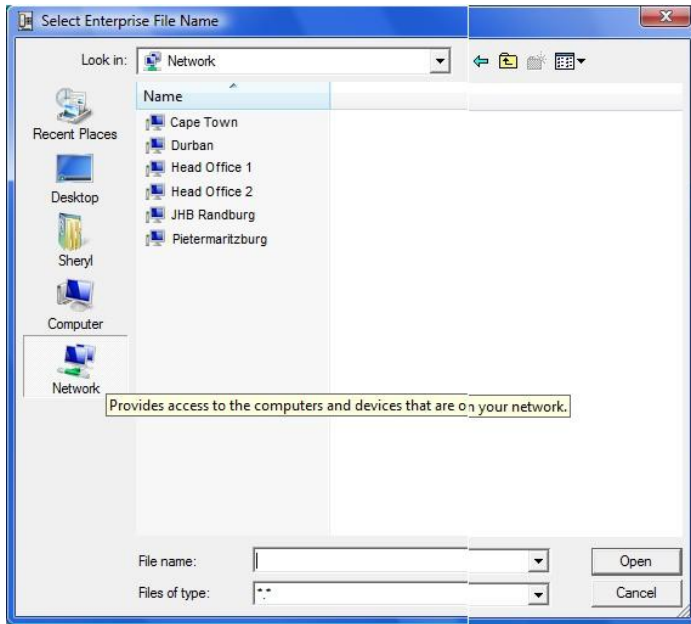 Select Enterprise File Name
Look in: Network
Name
Recent Places
Desktop
Sheryl
Computer
Network
Cape Town
Durban
Head Office 1
Head Office 2
JHB Randburg
Pietermaritzburg
Provides access to the computers and devices that are on your network.
File name:
Open
Files of type: *.*
Cancel